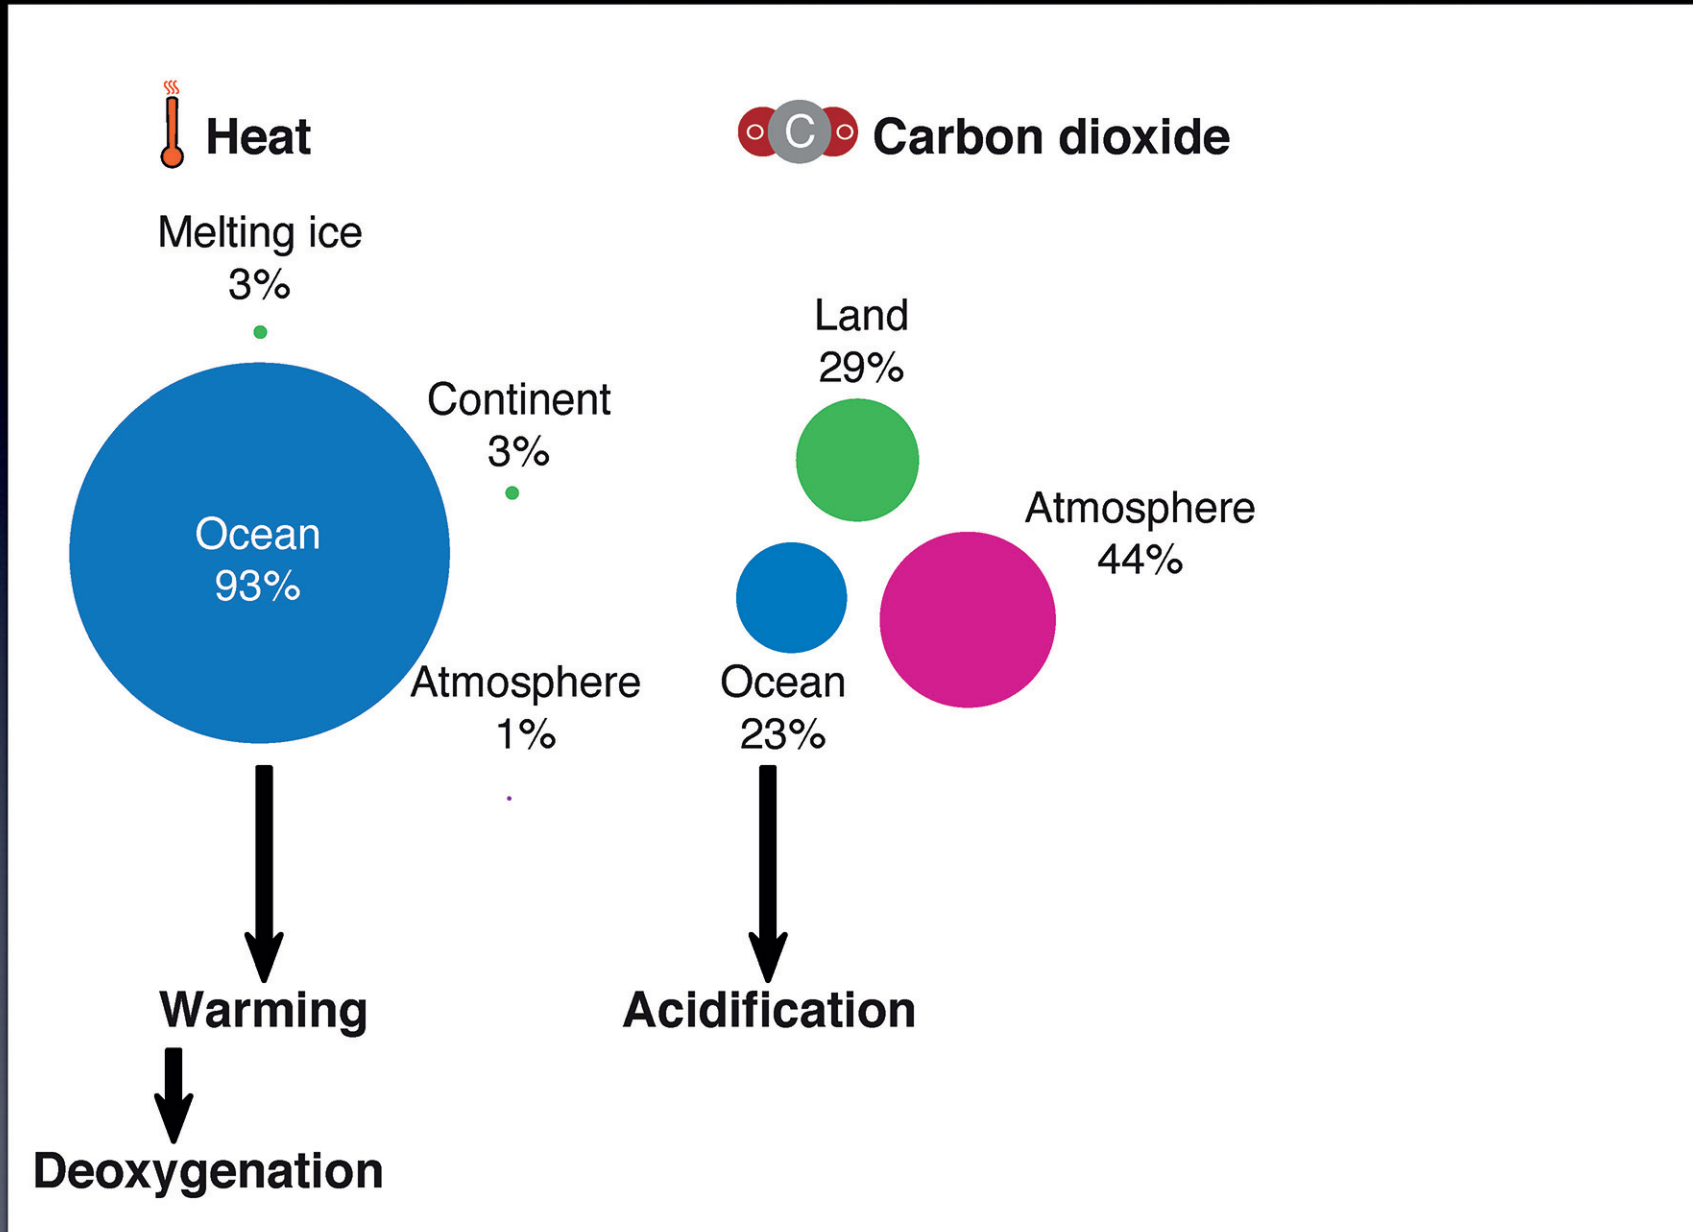 Heat
Melting ice
3%
Continent
3%
Ocean
93%
Atmosphere
1%
Warming
Deoxygenation
O C O Carbon dioxide
Land
29%
Atmosphere
44%
Ocean
23%
Acidification